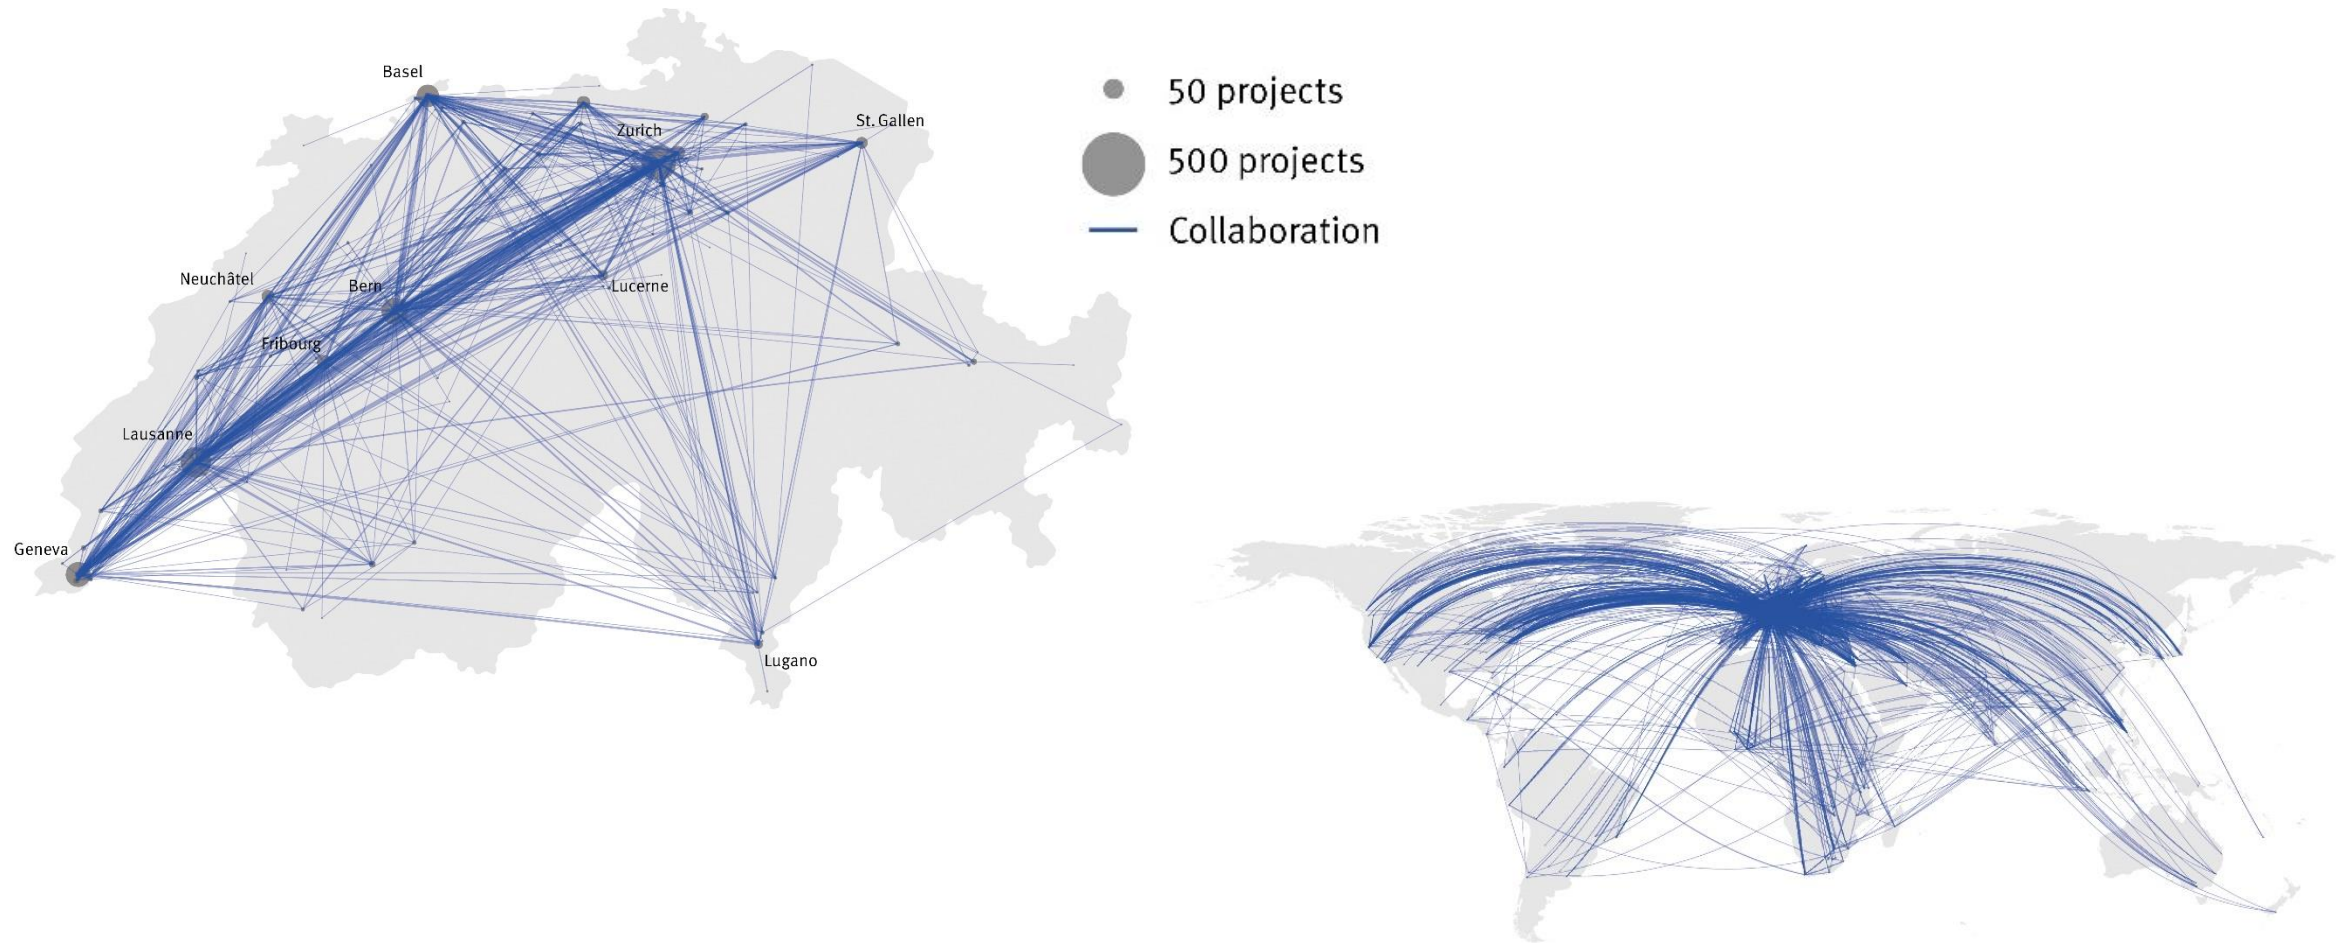 Basel
Zurich
St. Gallen
Neuchâtel
Bern
Lucerne
Fribourg
Lausanne
Geneva
Lugano
50 projects
500 projects
Collaboration